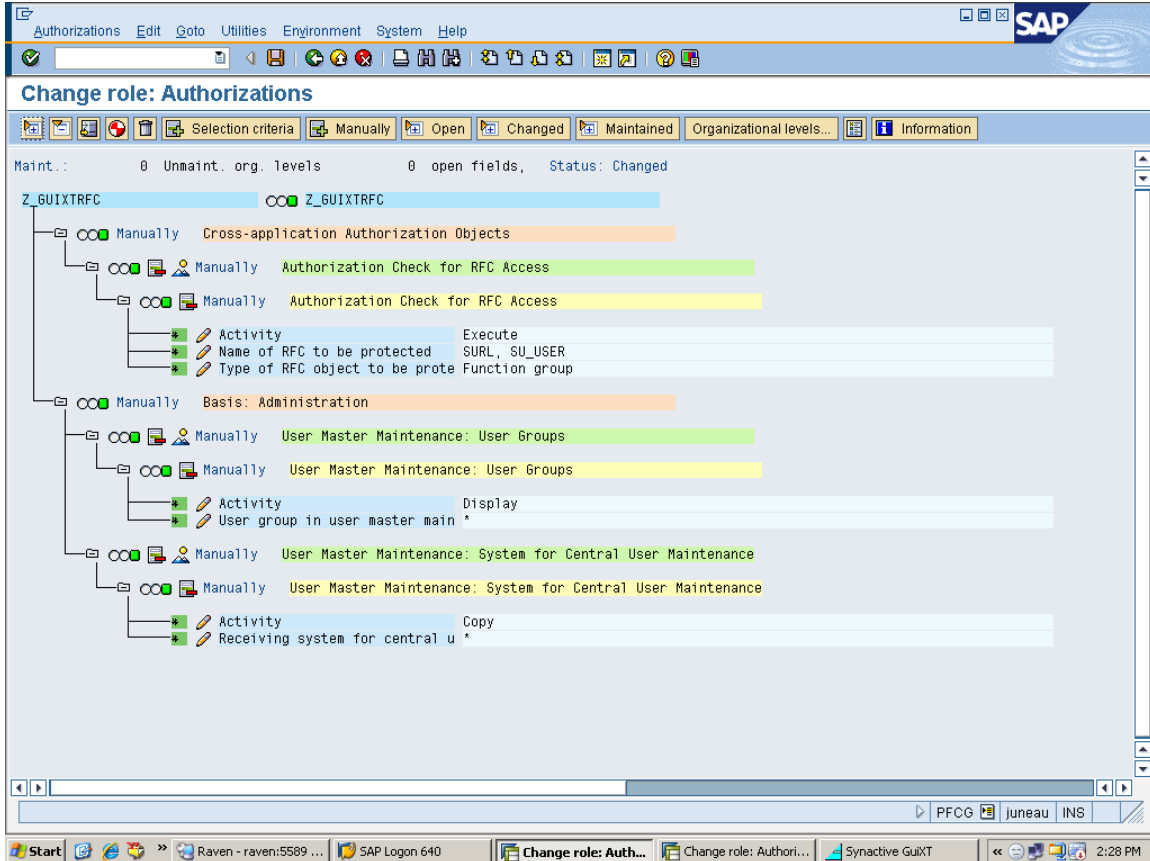 Authorizations Edit Goto Utilities Environment System Help
SAP
Change role: Authorizations
Selection criteria Manually Open Changed Maintained Organizational levels... Information
Maint.: 0 Unmaint. org. levels 0 open fields, Status: Changed
Z_GUIXTRFC Z_GUIXTRFC
Manually Cross-application Authorization Objects
Manually Authorization Check for RFC Access
Manually Authorization Check for RFC Access
* Activity Execute
* Name of RFC to be protected SURL, SU_USER
* Type of RFC object to be prote Function group
Manually Basis: Administration
Manually User Master Maintenance: User Groups
Manually User Master Maintenance: User Groups
* Activity Display
* User group in user master main *
Manually User Master Maintenance: System for Central User Maintenance
Manually User Master Maintenance: System for Central User Maintenance
* Activity Copy
* Receiving system for central u *
PFCG juneau INS
Start » Raven - raven:5589 ... SAP Logon 640 Change role: Auth... Change role: Authori... Synactive GuiXT « 2:28 PM